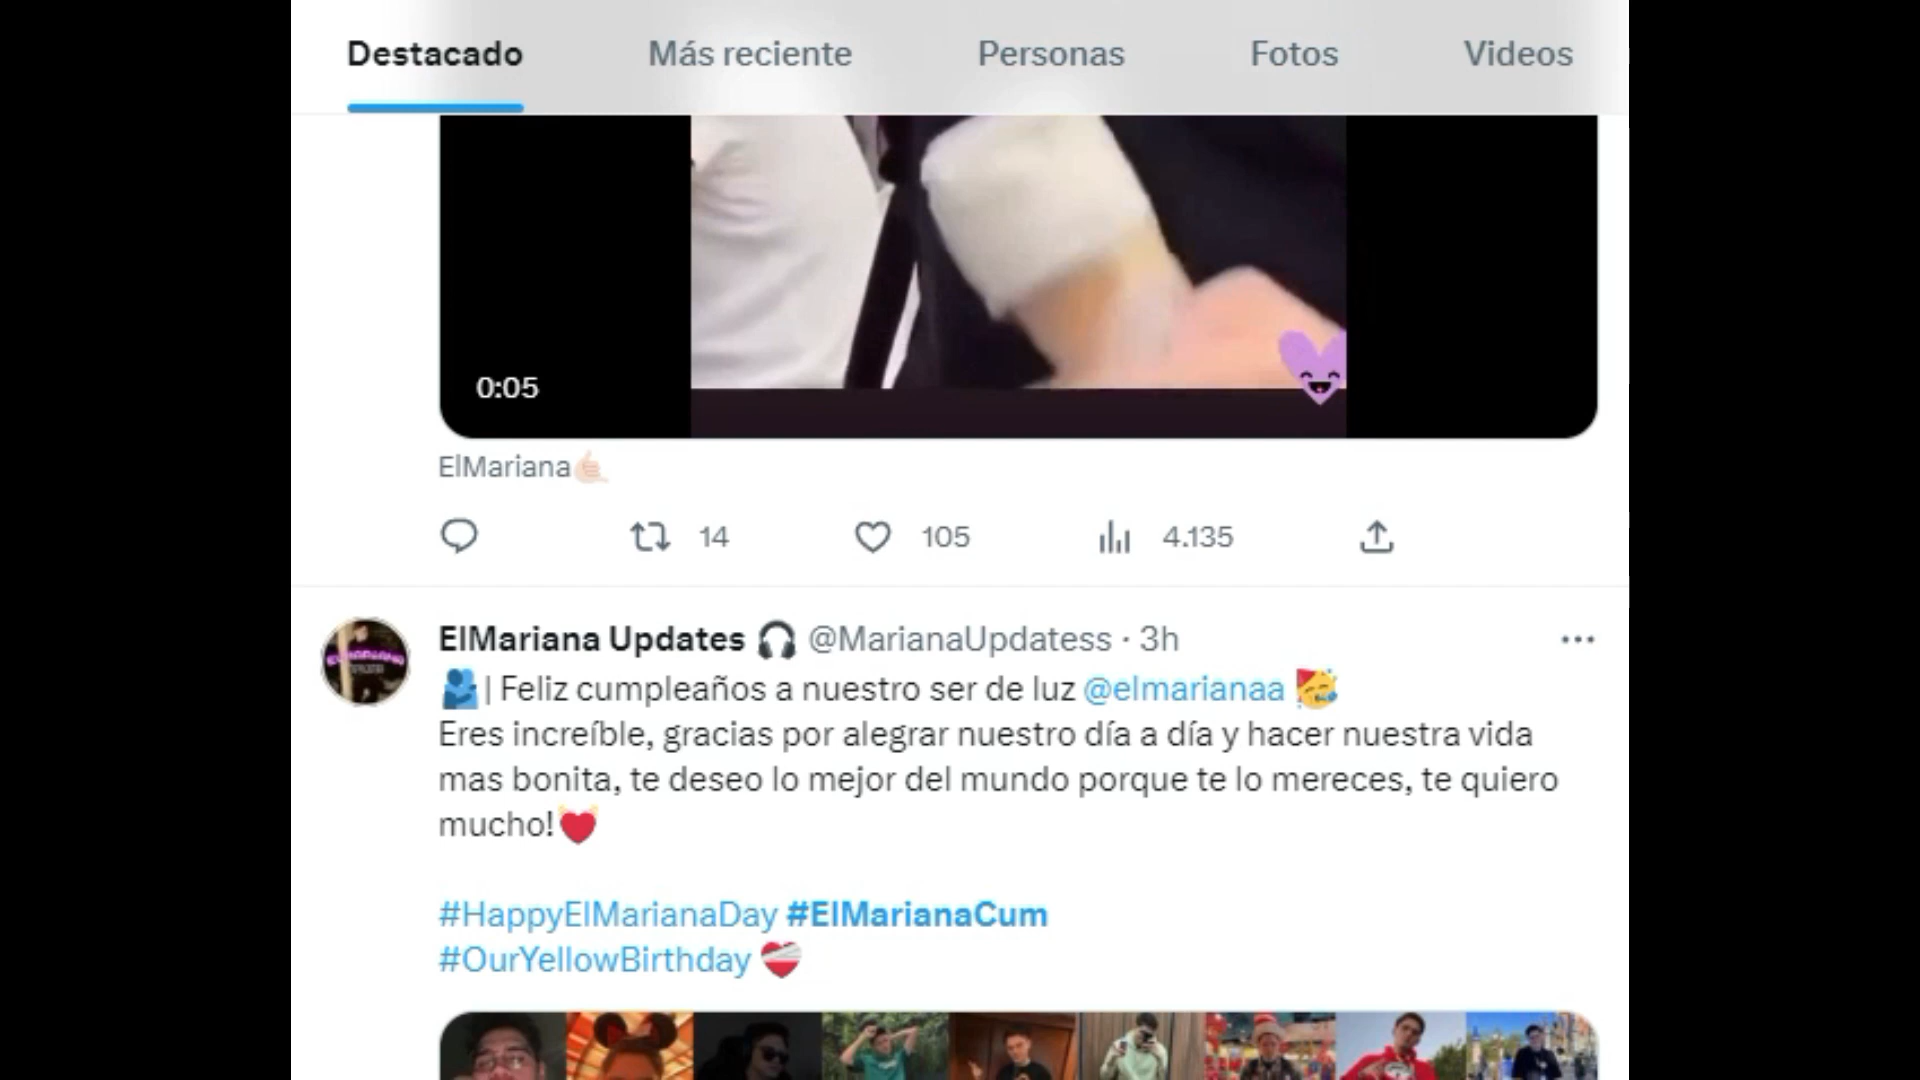 Destacado Más reciente Personas Fotos Videos
0:05
ElMariana🤙🏻
14 105 4.135
ElMariana Updates 🎧 @MarianaUpdatess · 3h
🫂| Feliz cumpleaños a nuestro ser de luz @elmarianaa 🥳
Eres increíble, gracias por alegrar nuestro día a día y hacer nuestra vida
mas bonita, te deseo lo mejor del mundo porque te lo mereces, te quiero
mucho!💓
#HappyElMarianaDay #ElMarianaCum
#OurYellowBirthday ❤️‍🩹